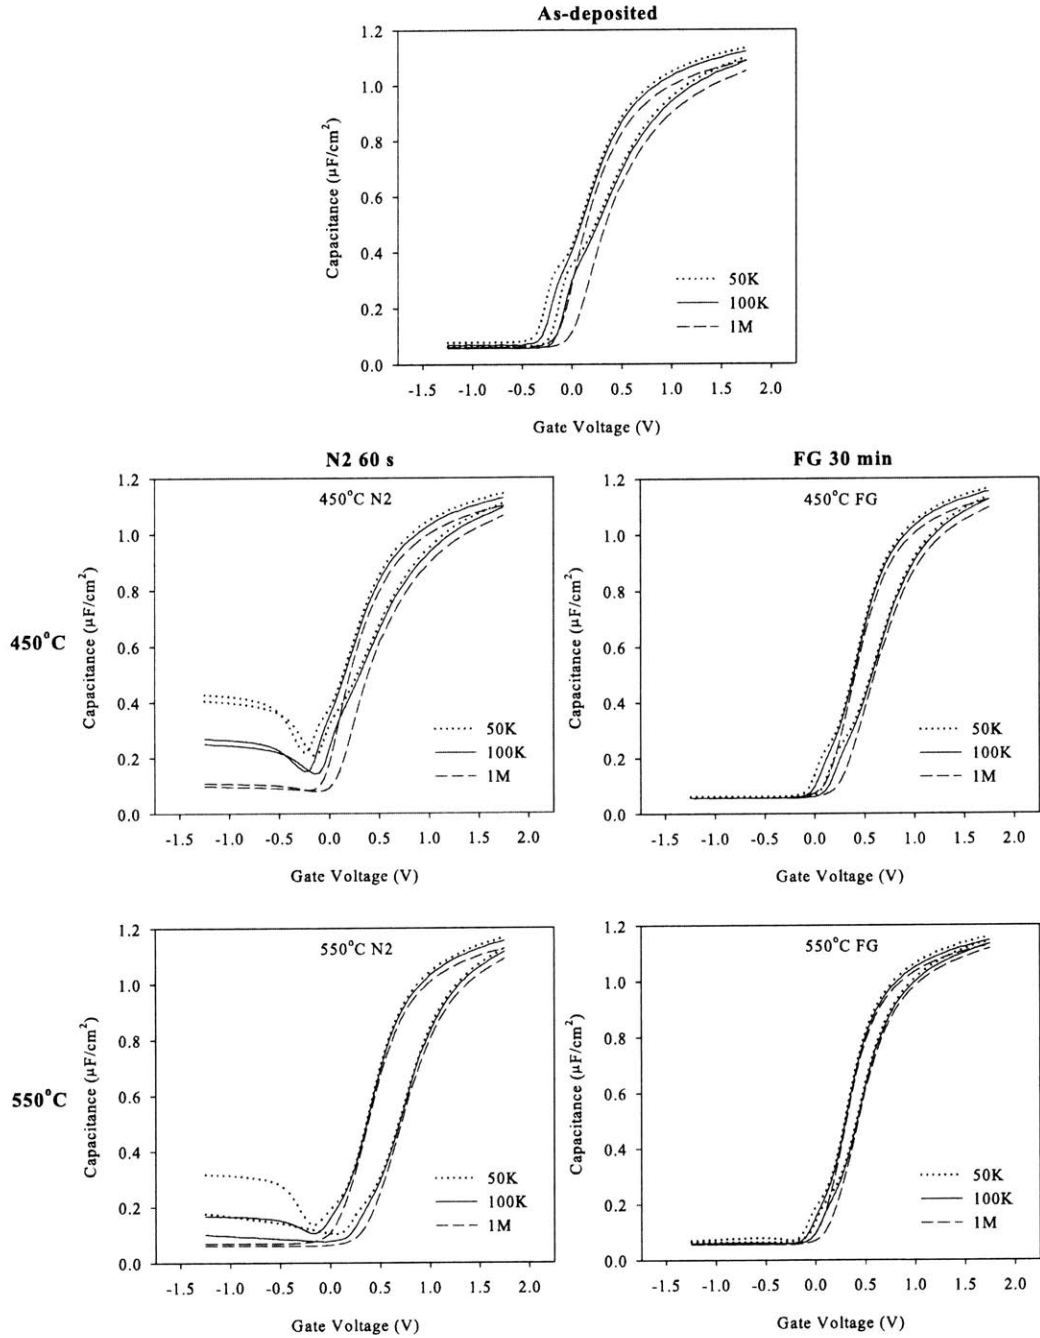 As-deposited
1.2
1.0
0.8
0.6
0.4
0.2
0.0
Capacitance (µF/cm²)
50K
100K
1M
-1.5 -1.0 -0.5 0.0 0.5 1.0 1.5 2.0
Gate Voltage (V)
N2 60 s
FG 30 min
450°C
450°C N2
1.2
1.0
0.8
0.6
0.4
0.2
0.0
Capacitance (µF/cm²)
50K
100K
1M
-1.5 -1.0 -0.5 0.0 0.5 1.0 1.5 2.0
Gate Voltage (V)
450°C FG
1.2
1.0
0.8
0.6
0.4
0.2
0.0
Capacitance (µF/cm²)
50K
100K
1M
-1.5 -1.0 -0.5 0.0 0.5 1.0 1.5 2.0
Gate Voltage (V)
550°C
550°C N2
1.2
1.0
0.8
0.6
0.4
0.2
0.0
Capacitance (µF/cm²)
50K
100K
1M
-1.5 -1.0 -0.5 0.0 0.5 1.0 1.5 2.0
Gate Voltage (V)
550°C FG
1.2
1.0
0.8
0.6
0.4
0.2
0.0
Capacitance (µF/cm²)
50K
100K
1M
-1.5 -1.0 -0.5 0.0 0.5 1.0 1.5 2.0
Gate Voltage (V)